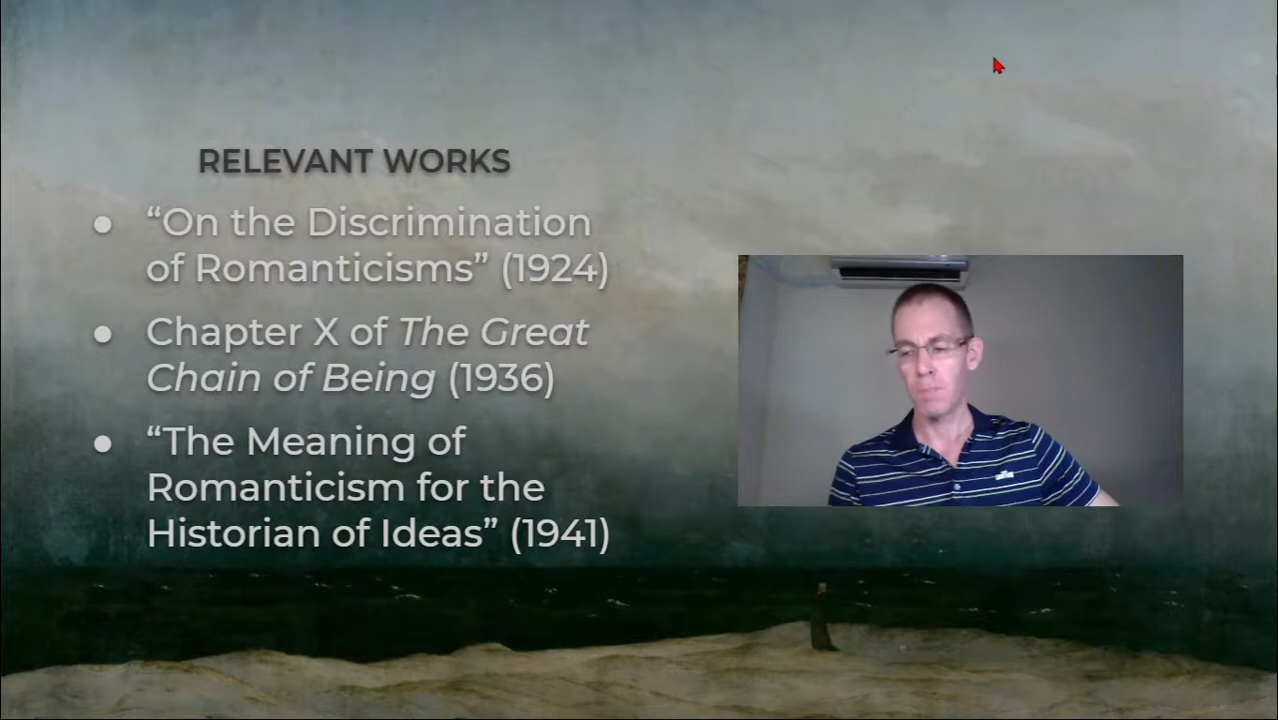 RELEVANT WORKS
● “On the Discrimination
of Romanticisms” (1924)
● Chapter X of The Great
Chain of Being (1936)
● “The Meaning of
Romanticism for the
Historian of Ideas” (1941)